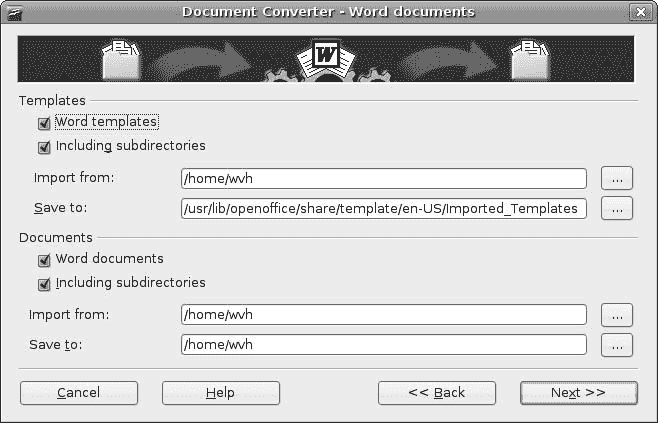 Document Converter - Word documents
W
Templates
Word templates
Including subdirectories
Import from: /home/wvh ...
Save to: /usr/lib/openoffice/share/template/en-US/Imported_Templates ...
Documents
Word documents
Including subdirectories
Import from: /home/wvh ...
Save to: /home/wvh ...
Cancel Help << Back Next >>